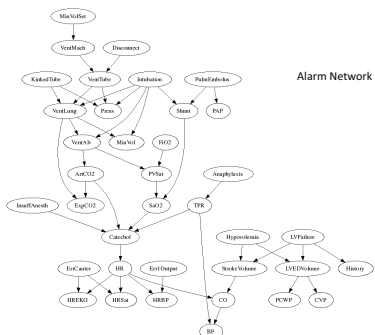 MinVolSet
VentMach Disconnect
KinkedTube VentTube Intubation PulmEmbolus
Alarm Network
VentLung Press Shunt PAP
VentAlv MinVol FiO2
ArtCO2 PVSat Anaphylaxis
InsuffAnesth ExpCO2 SaO2 TPR
Catechol Hypovolemia LVFailure
ErrCauter HR Err1Output StrokeVolume LVEDVolume History
HREKG HRSat HRBP CO PCWP CVP
BP